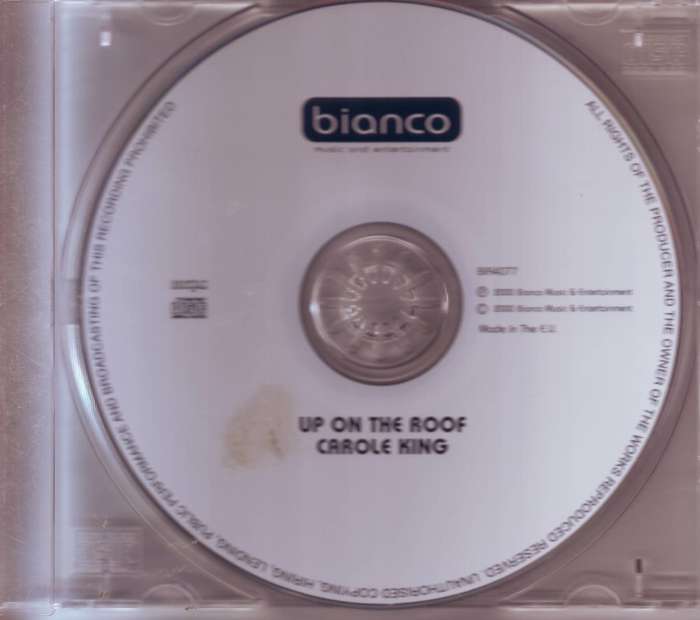 bianco
music and entertainment
ALL RIGHTS OF THE PRODUCER AND THE OWNER OF THE WORKS REPRODUCED RESERVED. UNAUTHORISED COPYING, HIRING, LENDING, PUBLIC PERFORMANCE AND BROADCASTING OF THIS RECORDING PROHIBITED
BIA4077
Ⓟ 2000 Bianco Music & Entertainment
© 2000 Bianco Music & Entertainment
Made in The E.U.
UP ON THE ROOF
CAROLE KING